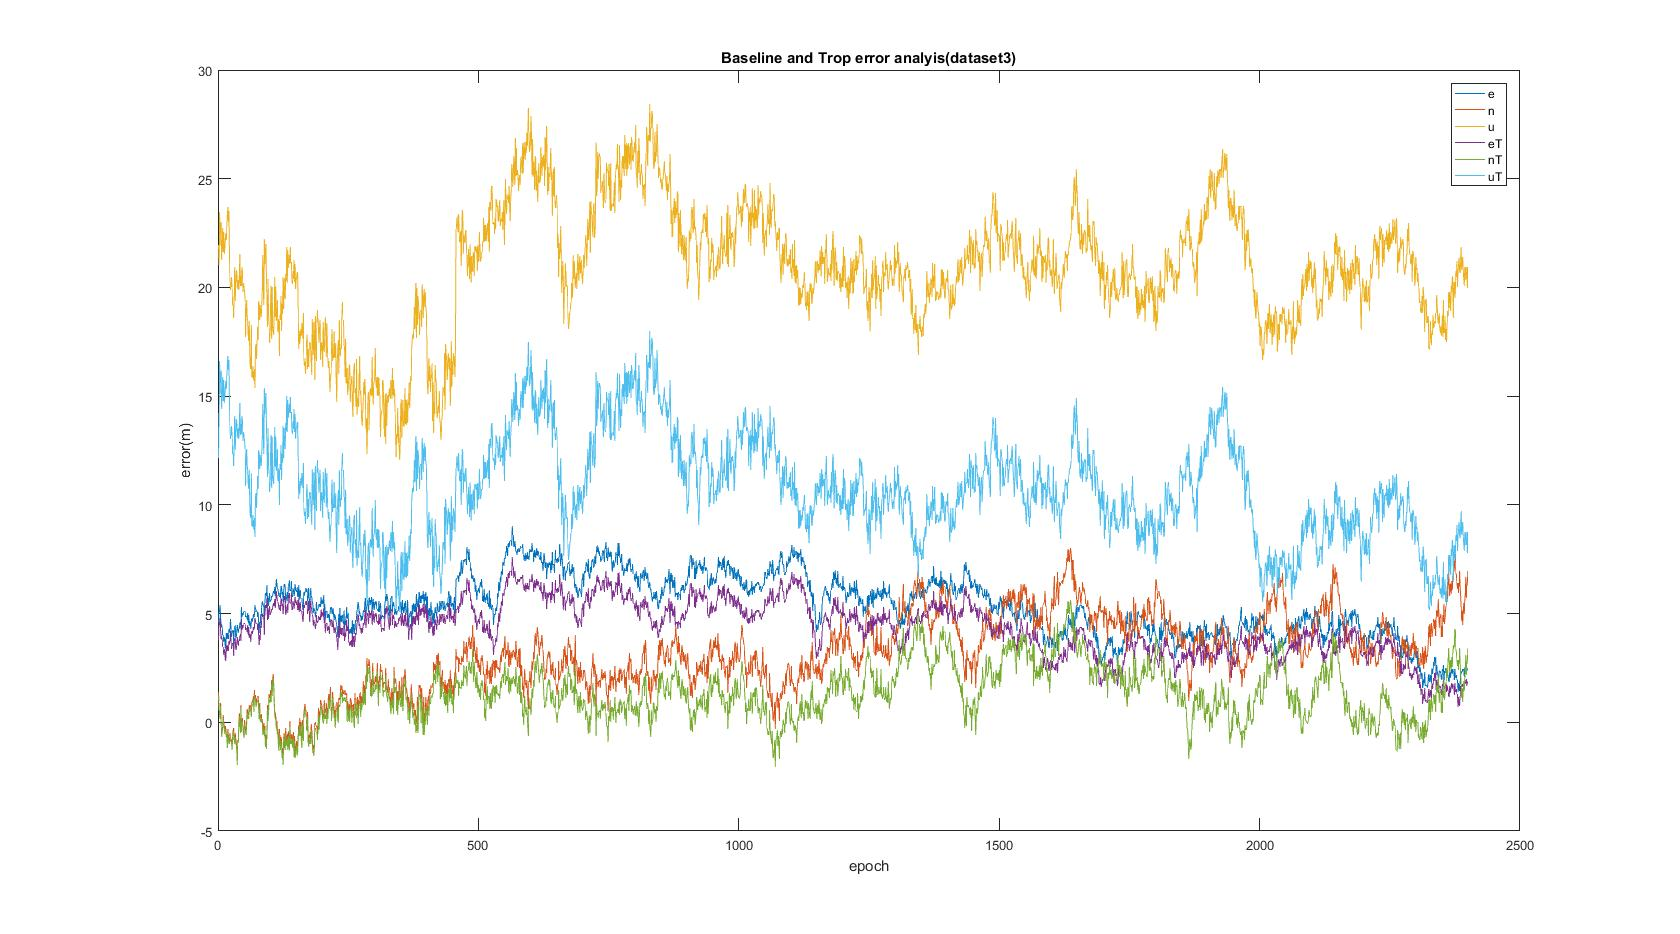 Baseline and Trop error analyis(dataset3)
30
25
20
15
10
5
0
-5
error(m)
e
n
u
eT
nT
uT
0
500
1000
1500
2000
2500
epoch